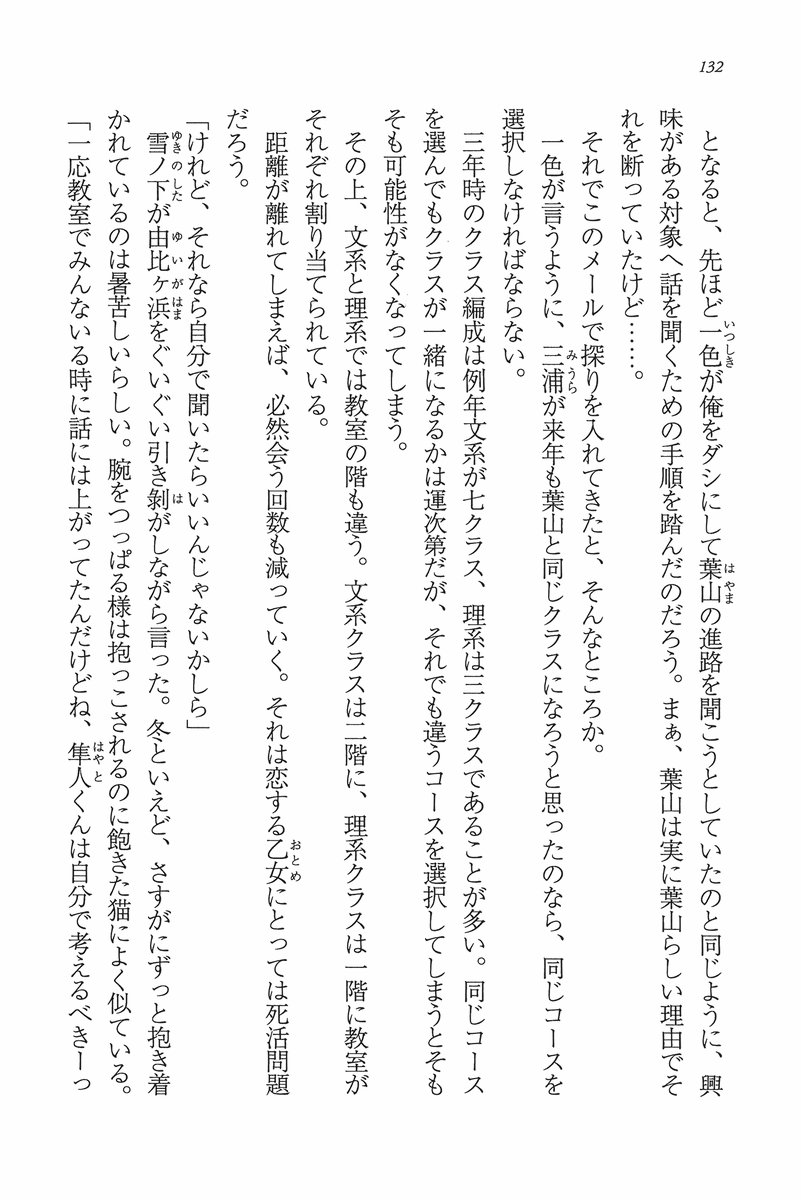 132
となると、先ほど一色が俺をダシにして葉山の進路を聞こうとしていたのと同じように、興
味がある対象へ話を聞くための手順を踏んだのだろう。まぁ、葉山は実に葉山らしい理由でそ
れを断っていたけど……。
それでこのメールで探りを入れてきたと、そんなところか。
一色が言うように、三浦が来年も葉山と同じクラスになろうと思ったのなら、同じコースを
選択しなければならない。
三年時のクラス編成は例年文系が七クラス、理系は三クラスであることが多い。同じコース
を選んでもクラスが一緒になるかは運次第だが、それでも違うコースを選択してしまうとそも
そも可能性がなくなってしまう。
その上、文系と理系では教室の階も違う。文系クラスは二階に、理系クラスは一階に教室が
それぞれ割り当てられている。
距離が離れてしまえば、必然会う回数も減っていく。それは恋する乙女にとっては死活問題
だろう。
「けれど、それなら自分で聞いたらいいんじゃないかしら」
雪ノ下が由比ヶ浜をぐいぐい引き剝がしながら言った。冬といえど、さすがにずっと抱き着
かれているのは暑苦しいらしい。腕をつっぱる様は抱っこされるのに飽きた猫によく似ている。
「一応教室でみんないる時に話には上がってたんだけどね、隼人くんは自分で考えるべきーっ